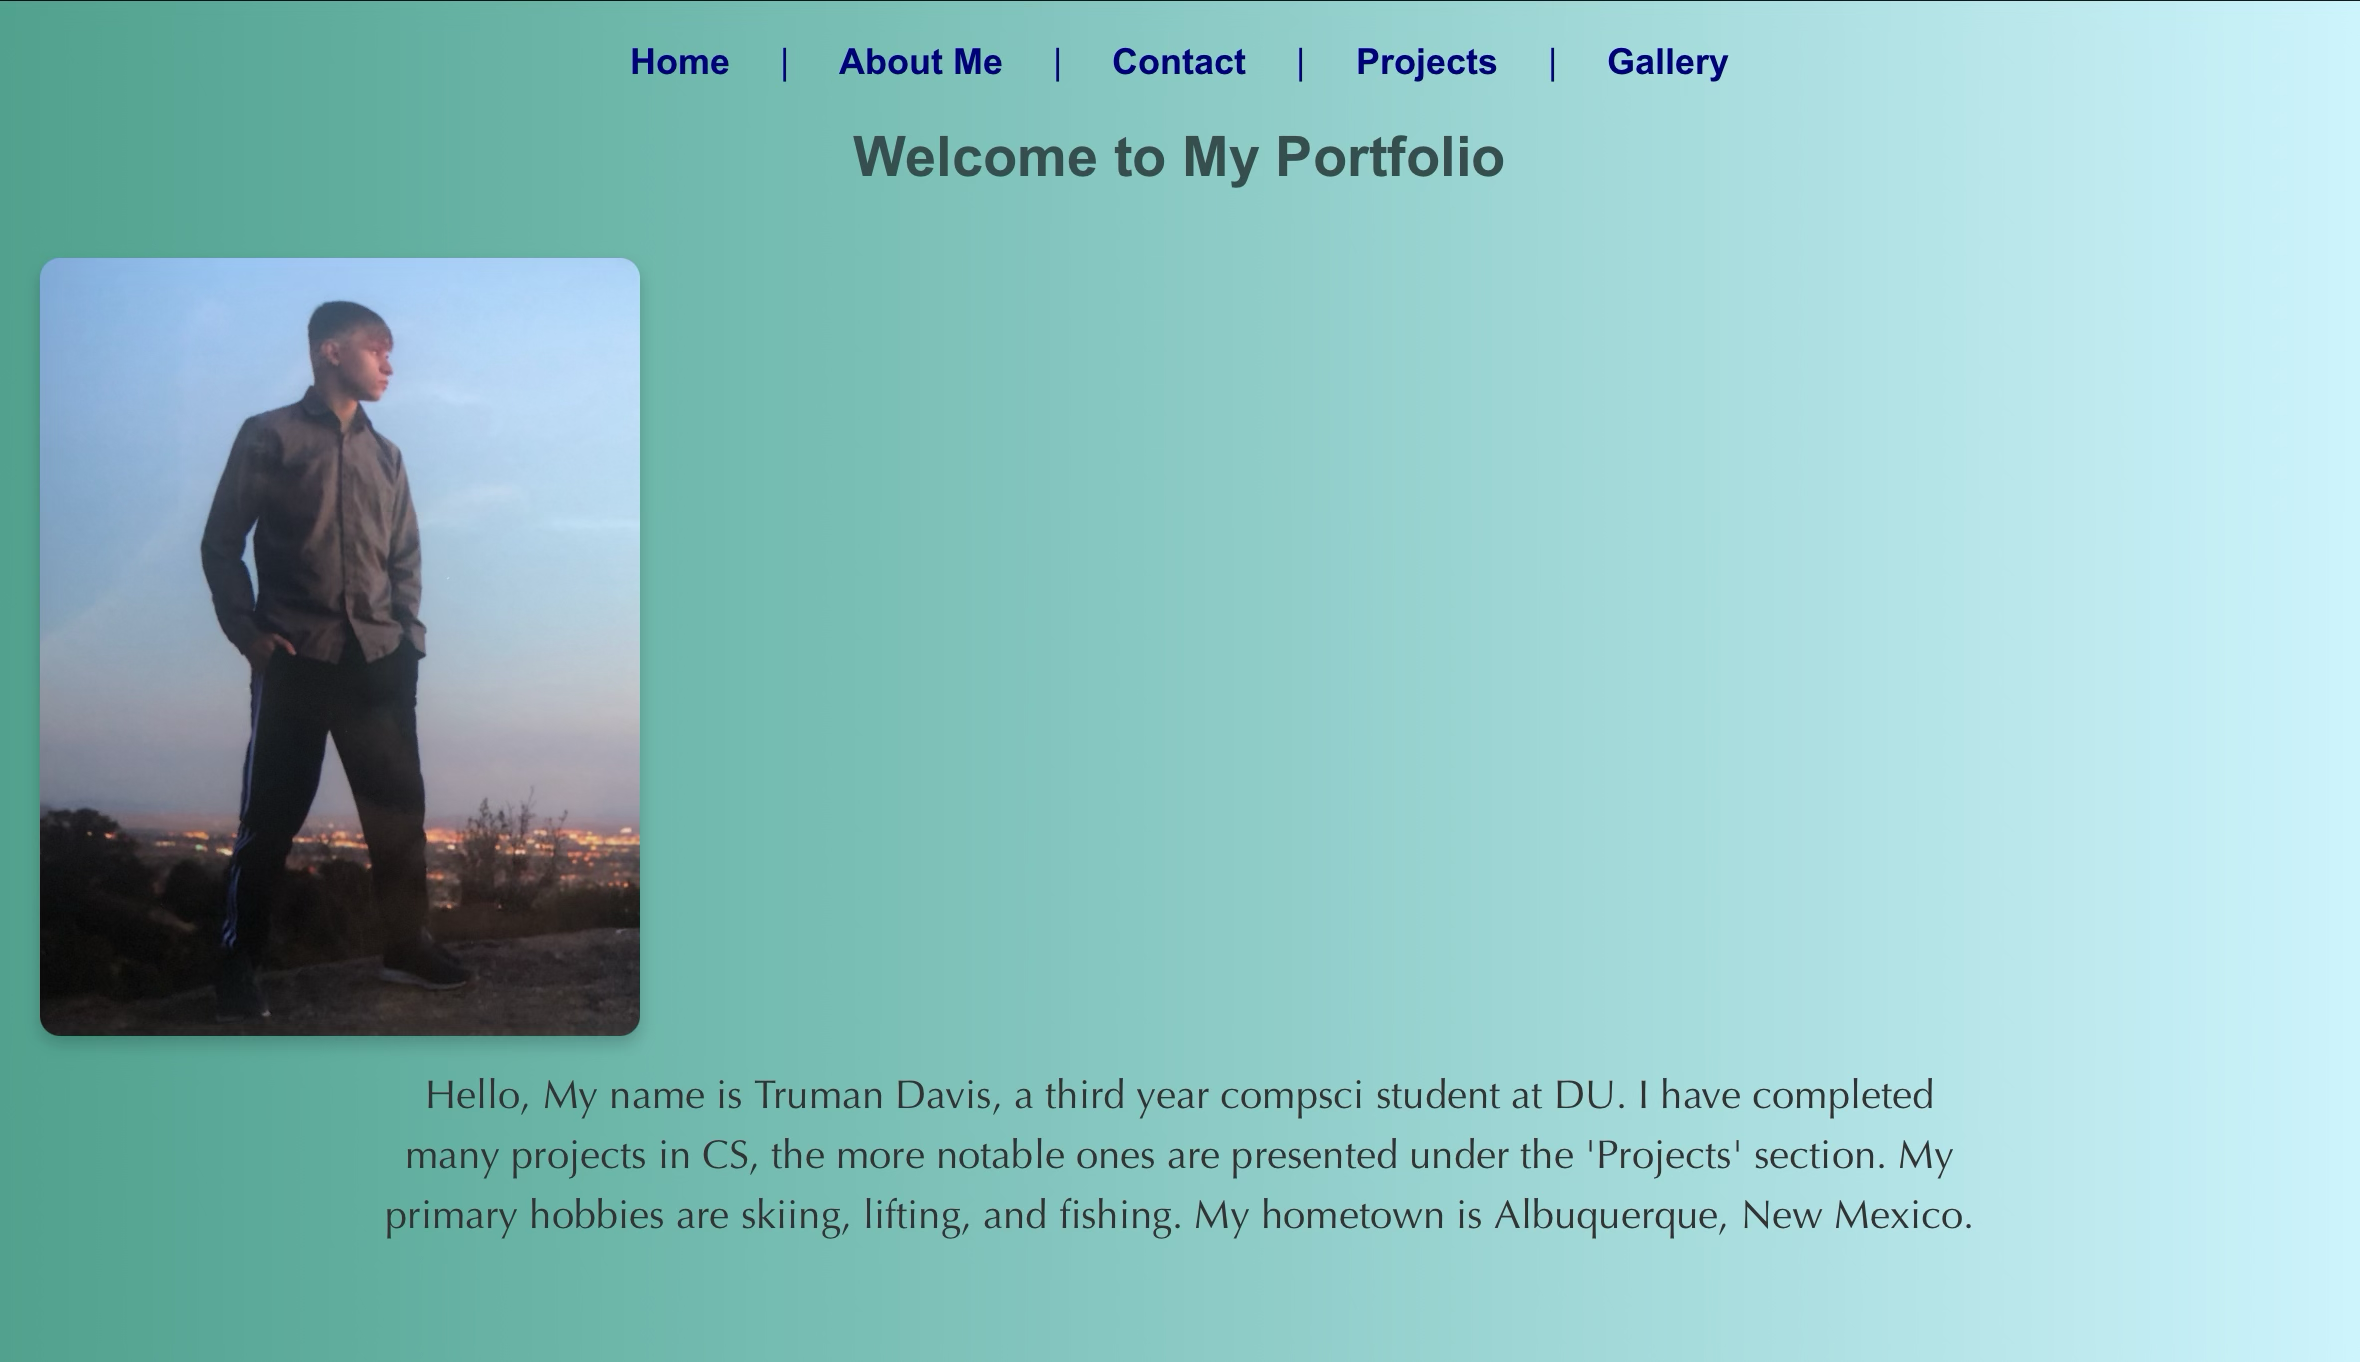 Home | About Me | Contact | Projects | Gallery
Welcome to My Portfolio
Hello, My name is Truman Davis, a third year compsci student at DU. I have completed
many projects in CS, the more notable ones are presented under the 'Projects' section. My
primary hobbies are skiing, lifting, and fishing. My hometown is Albuquerque, New Mexico.